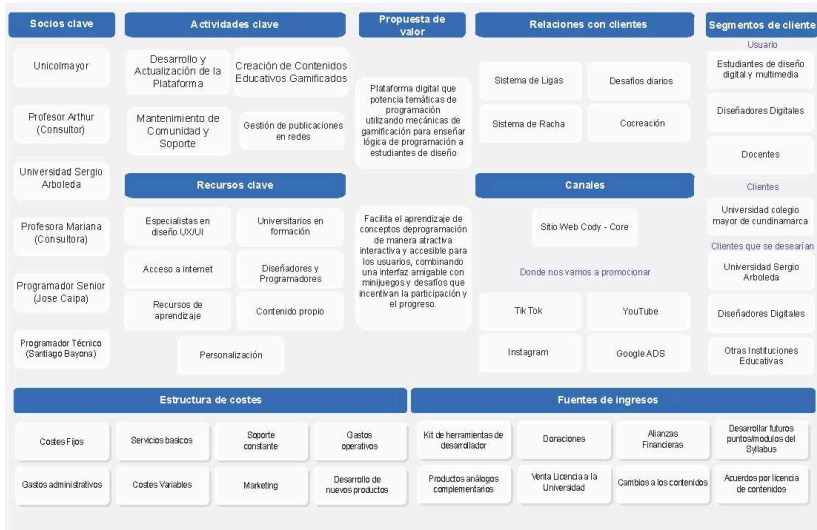 Socios clave
Unicolmayor
Profesor Arthur
(Consultor)
Universidad Sergio
Arboleda
Profesora Mariana
(Consultora)
Programador Senior
(Jose Caipa)
Programador Técnico
(Santiago Bayona)
Actividades clave
Desarrollo y
Actualización de la
Plataforma
Creación de Contenidos
Educativos Gamificados
Mantenimiento de
Comunidad y
Soporte
Gestión de publicaciones
en redes
Recursos clave
Especialistas en
diseño UX/UI
Universitarios en
formación
Acceso a internet
Diseñadores y
Programadores
Recursos de
aprendizaje
Contenido propio
Personalización
Propuesta de
valor
Plataforma digital que
potencia temáticas de
programación
utilizando mecánicas de
gamificación para enseñar
lógica de programación a
estudiantes de diseño
Facilita el aprendizaje de
conceptos deprogramación
de manera atractiva
interactiva y accesible para
los usuarios, combinando
una interfaz amigable con
minijuegos y desafíos que
incentivan la participación y
el progreso.
Relaciones con clientes
Sistema de Ligas
Desafíos diarios
Sistema de Racha
Cocreación
Canales
Sitio Web Cody - Core
Donde nos vamos a promocionar
Tik Tok
YouTube
Instagram
Google ADS
Segmentos de cliente
Usuario
Estudiantes de diseño
digital y multimedia
Diseñadores Digitales
Docentes
Clientes
Universidad colegio
mayor de cundinamarca
Clientes que se desearían
Universidad Sergio
Arboleda
Diseñadores Digitales
Otras Instituciones
Educativas
Estructura de costes
Costes Fijos
Servicios basicos
Soporte
constante
Gastos
operativos
Gastos administrativos
Costes Variables
Marketing
Desarrollo de
nuevos productos
Fuentes de ingresos
Kit de herramientas de
desarrollador
Donaciones
Alianzas
Financieras
Desarrollar futuros
puntos/modulos del
Syllabus
Productos análogos
complementarios
Venta Licencia a la
Universidad
Cambios a los contenidos
Acuerdos por licencia
de contenidos